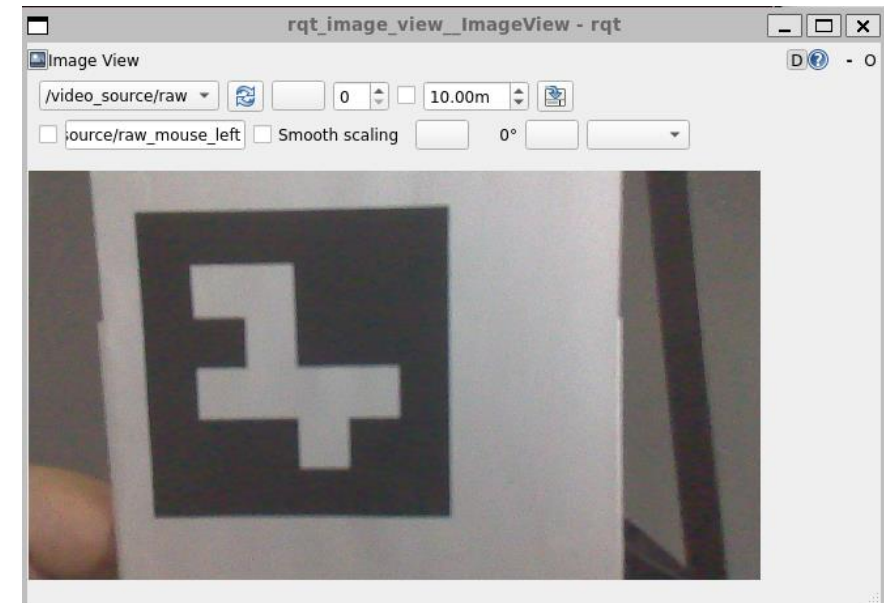 rqt_image_view__ImageView - rqt
Image View
D - O
/video_source/raw 0 10.00m
source/raw_mouse_left Smooth scaling 0°